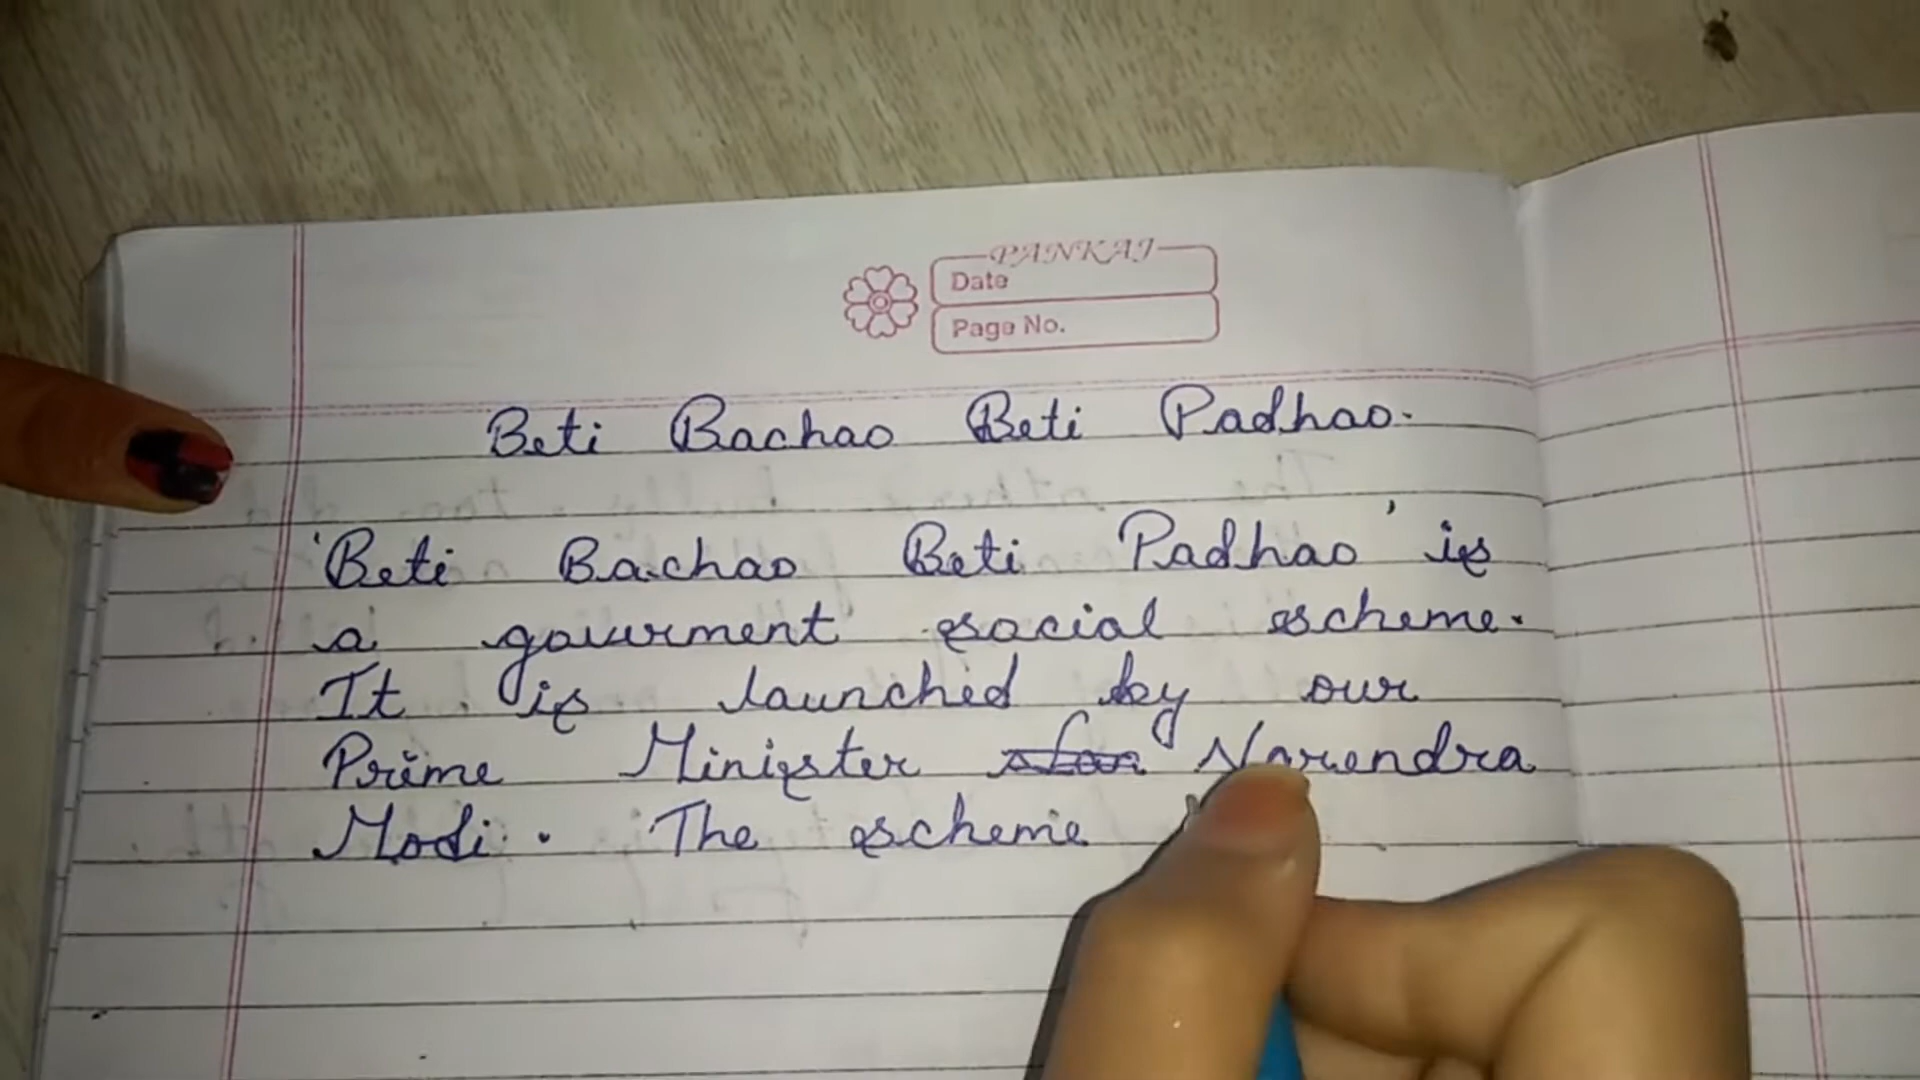 PANKAJ
Date
Page No.
Beti Bachao Beti Padhao.
'Beti Bachao Beti Padhao' is
a gouvrment social scheme.
It is launched by our
Prime Minister Narendra
Modi. The scheme